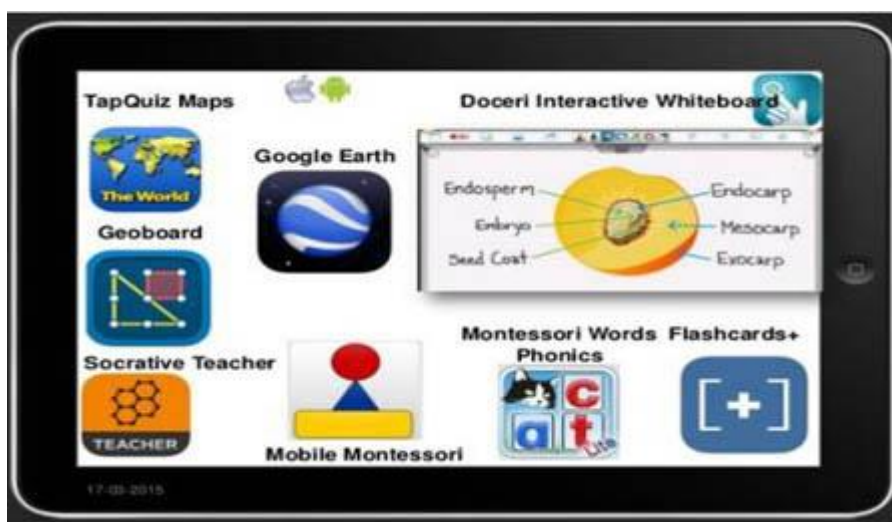 TapQuiz Maps
Doceri Interactive Whiteboard
Google Earth
The World
Endosperm
Endocarp
Embryo
Mesocarp
Seed Coat
Exocarp
Geoboard
Socrative Teacher
TEACHER
Mobile Montessori
Montessori Words
Phonics
c
a t
Lite
Flashcards+
[+]
17-03-2015